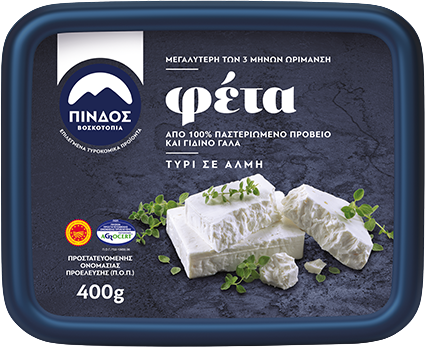 ΜΕΓΑΛΥΤΕΡΗ ΤΩΝ 3 ΜΗΝΩΝ ΩΡΙΜΑΝΣΗ
ΠΙΝΔΟΣ
ΒΟΣΚΟΤΟΠΙΑ
ΕΠΙΛΕΓΜΕΝΑ ΤΥΡΟΚΟΜΙΚΑ ΠΡΟΪΟΝΤΑ
φέτα
ΑΠΟ 100% ΠΑΣΤΕΡΙΩΜΕΝΟ ΠΡΟΒΕΙΟ
ΚΑΙ ΓΙΔΙΝΟ ΓΑΛΑ
ΤΥΡΙ ΣΕ ΑΛΜΗ
AGROCERT
ΠΡΟΣΤΑΤΕΥΟΜΕΝΗΣ
ΟΝΟΜΑΣΙΑΣ
ΠΡΟΕΛΕΥΣΗΣ (Π.Ο.Π.)
400g